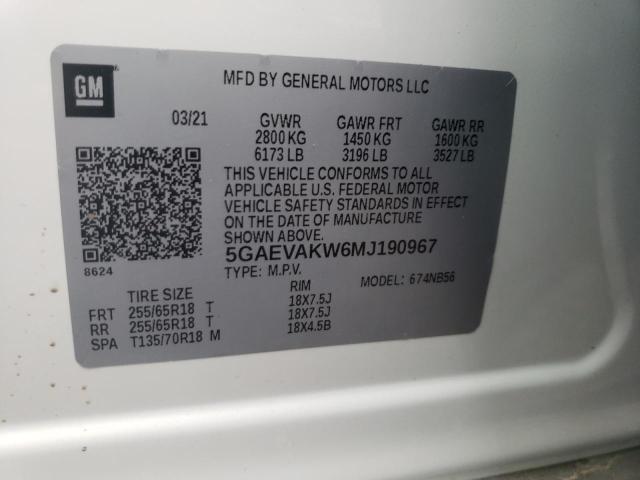 GM
MFD BY GENERAL MOTORS LLC
03/21 GVWR GAWR FRT GAWR RR
2800 KG 1450 KG 1600 KG
6173 LB 3196 LB 3527 LB
THIS VEHICLE CONFORMS TO ALL
APPLICABLE U.S. FEDERAL MOTOR
VEHICLE SAFETY STANDARDS IN EFFECT
ON THE DATE OF MANUFACTURE
SHOWN ABOVE.
8624
5GAEVAKW6MJ190967
TYPE: M.P.V. MODEL: 674NB56
TIRE SIZE RIM
FRT 255/65R18 T 18X7.5J
RR 255/65R18 T 18X7.5J
SPA T135/70R18 M 18X4.5B